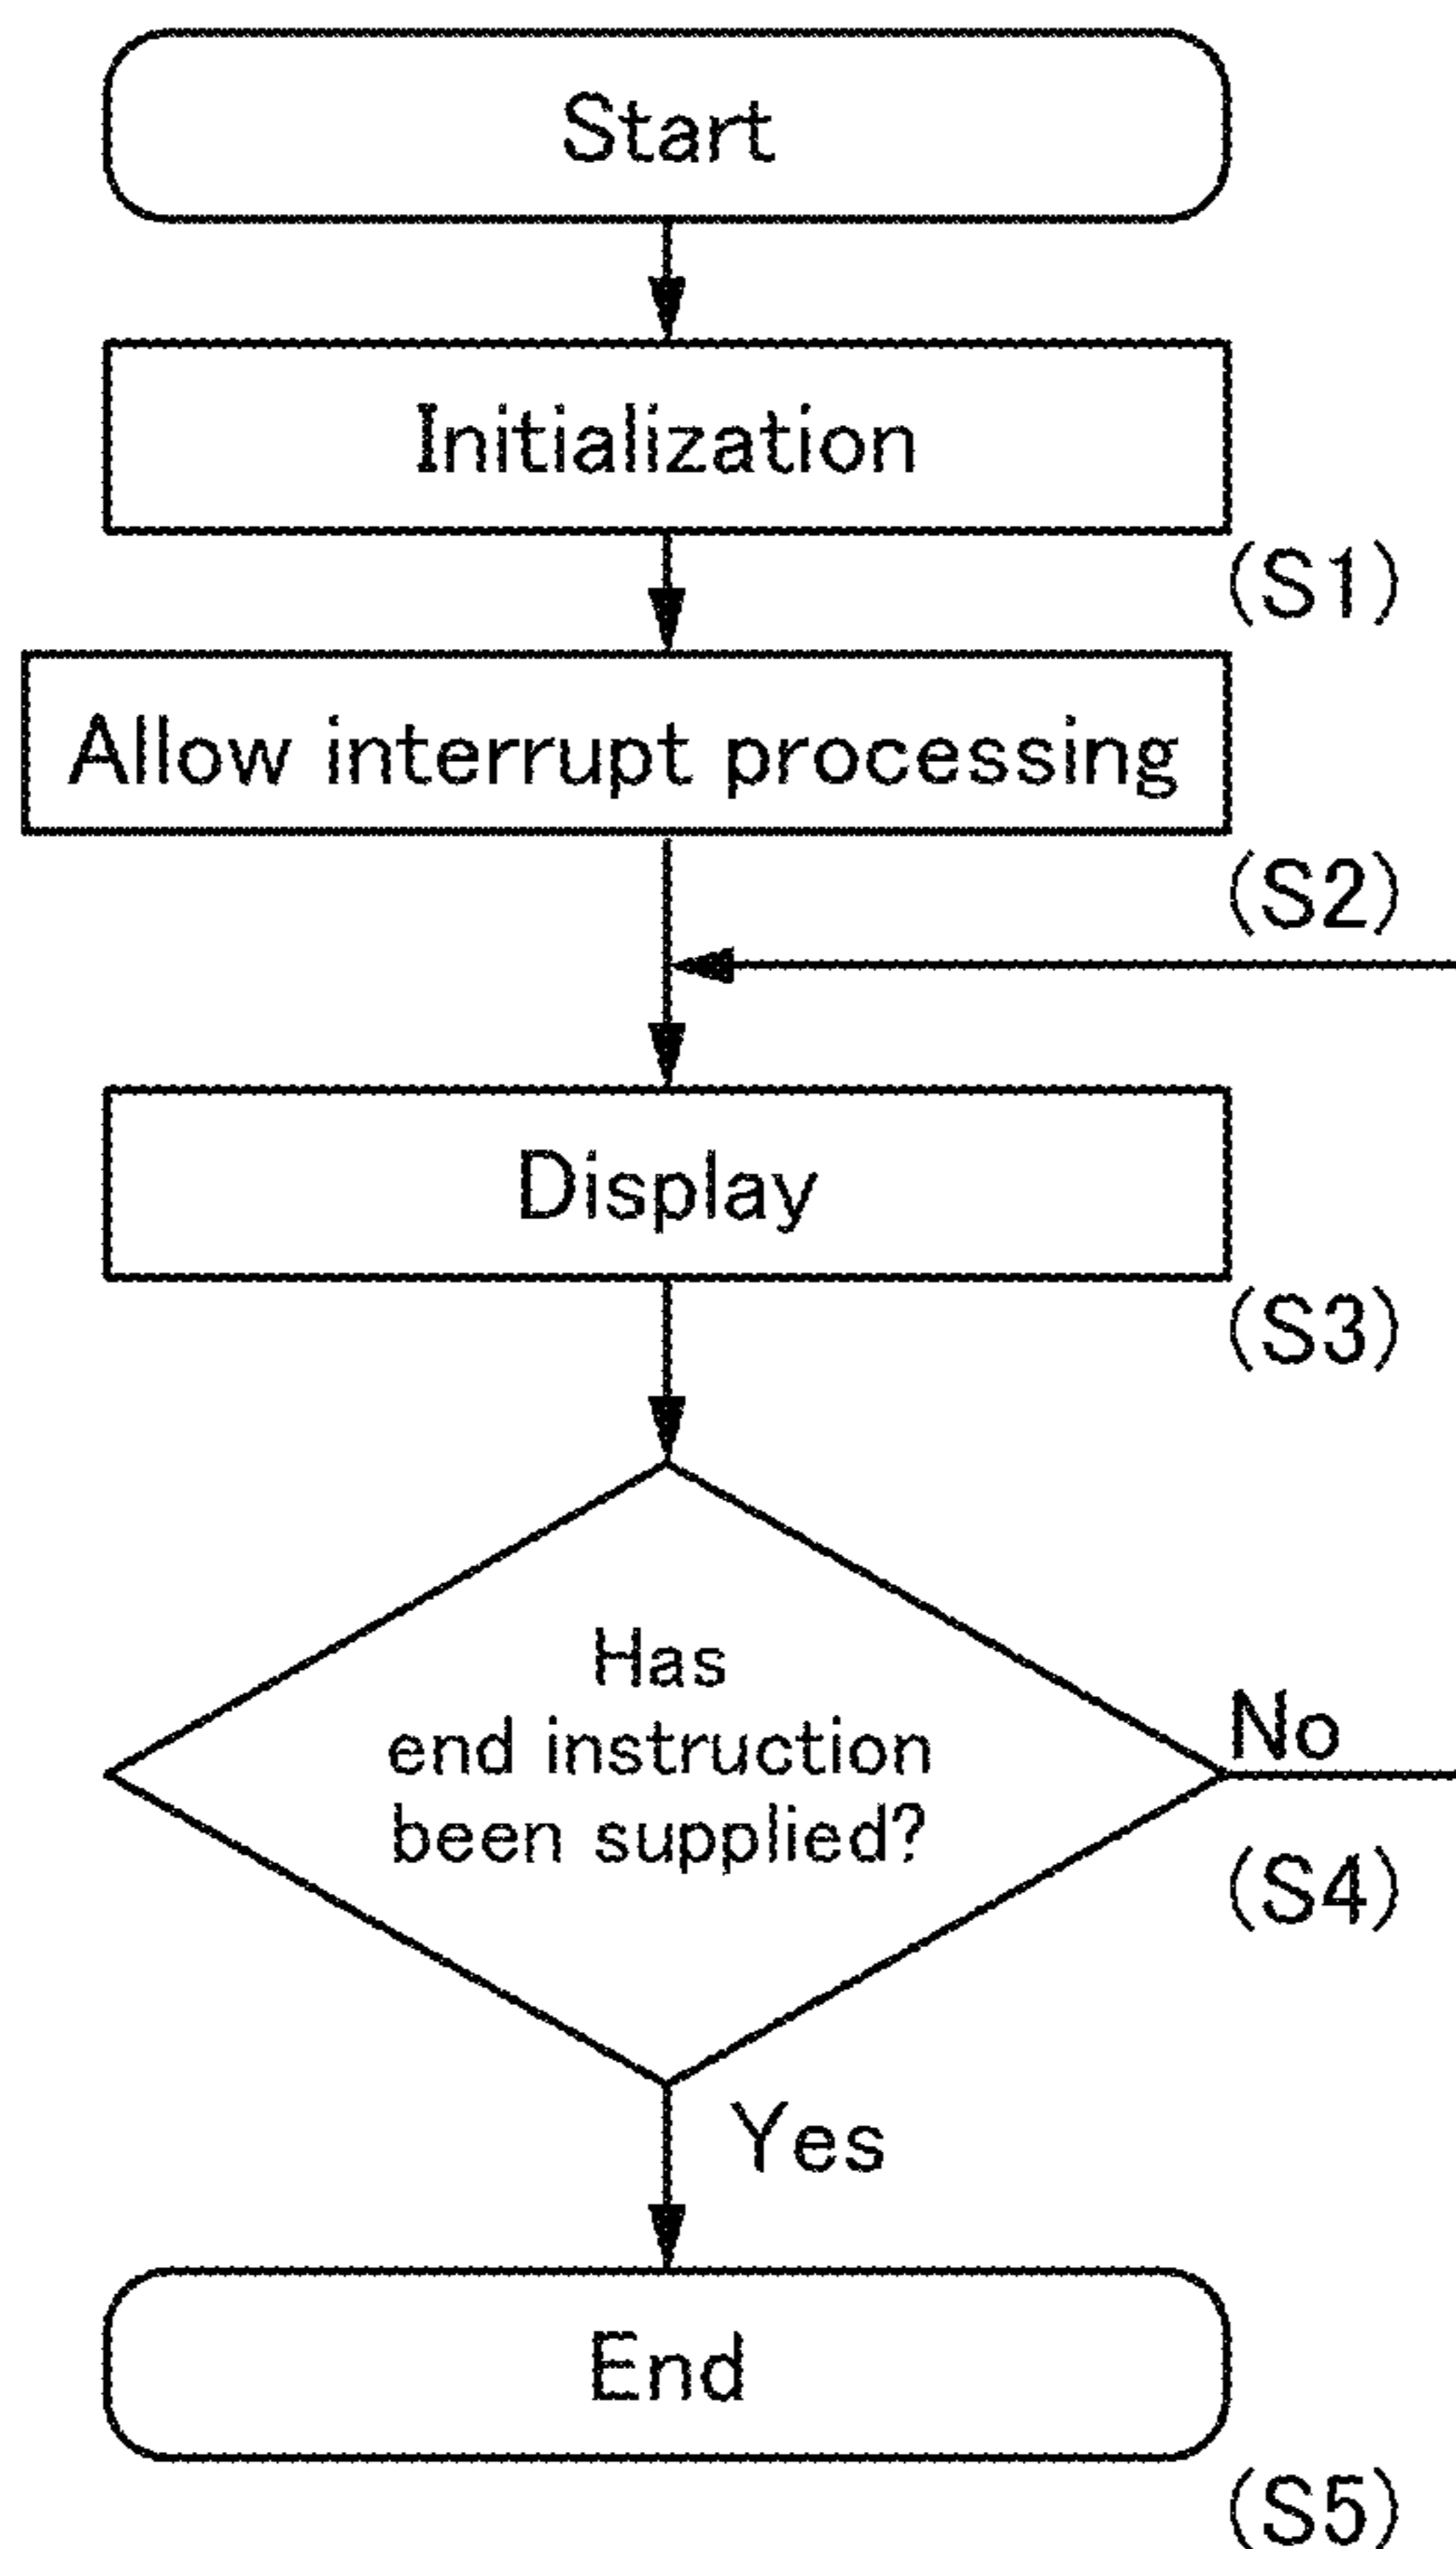 Start
Initialization
(S1)
Allow interrupt processing
(S2)
Display
(S3)
Has
end instruction
been supplied?
No
(S4)
Yes
End
(S5)